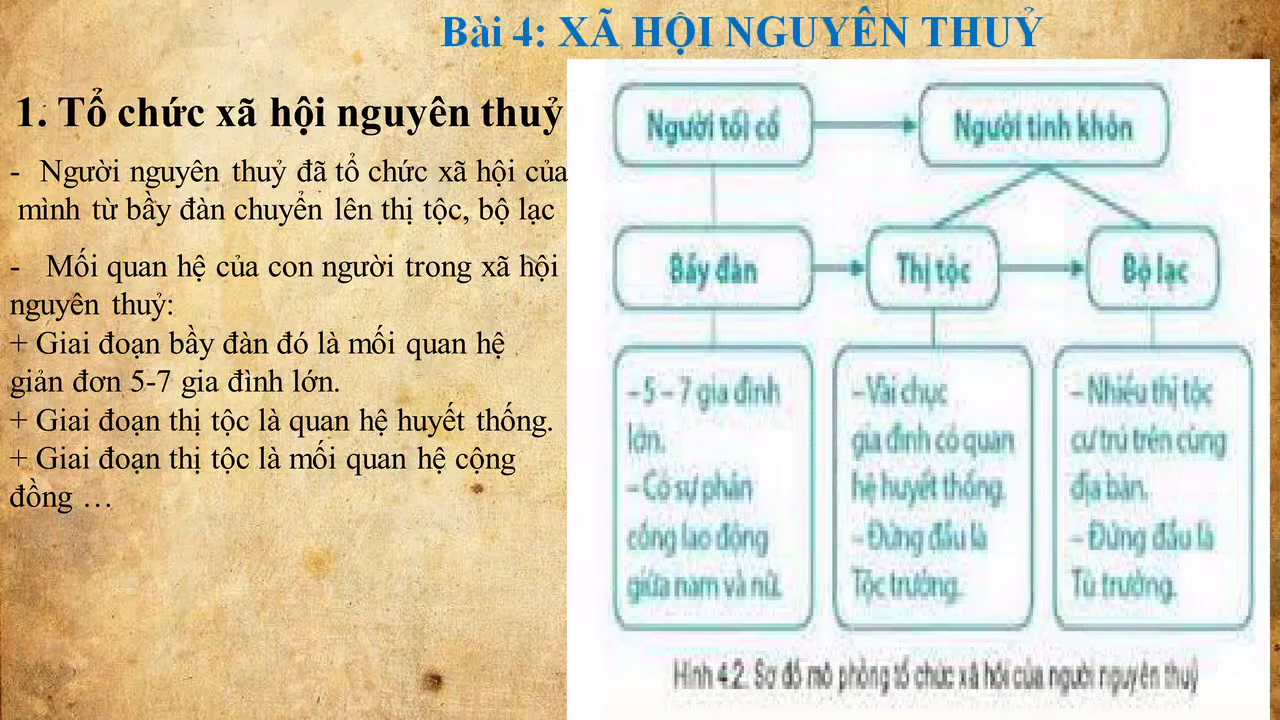 Bài 4: XÃ HỘI NGUYÊN THUỶ
1. Tổ chức xã hội nguyên thuỷ
- Người nguyên thuỷ đã tổ chức xã hội của
mình từ bầy đàn chuyển lên thị tộc, bộ lạc
- Mối quan hệ của con người trong xã hội
nguyên thuỷ:
+ Giai đoạn bầy đàn đó là mối quan hệ
giản đơn 5-7 gia đình lớn.
+ Giai đoạn thị tộc là quan hệ huyết thống.
+ Giai đoạn thị tộc là mối quan hệ cộng
đồng …
Người tối cổ
Người tinh khôn
Bầy đàn
Thị tộc
Bộ lạc
– 5 – 7 gia đình
lớn.
– Có sự phân
công lao động
giữa nam và nữ.
– Vài chục
gia đình có quan
hệ huyết thống.
– Đứng đầu là
Tộc trưởng.
– Nhiều thị tộc
cư trú trên cùng
địa bàn.
– Đứng đầu là
Tù trưởng.
Hình 4.2. Sơ đồ mô phỏng tổ chức xã hội của người nguyên thuỷ